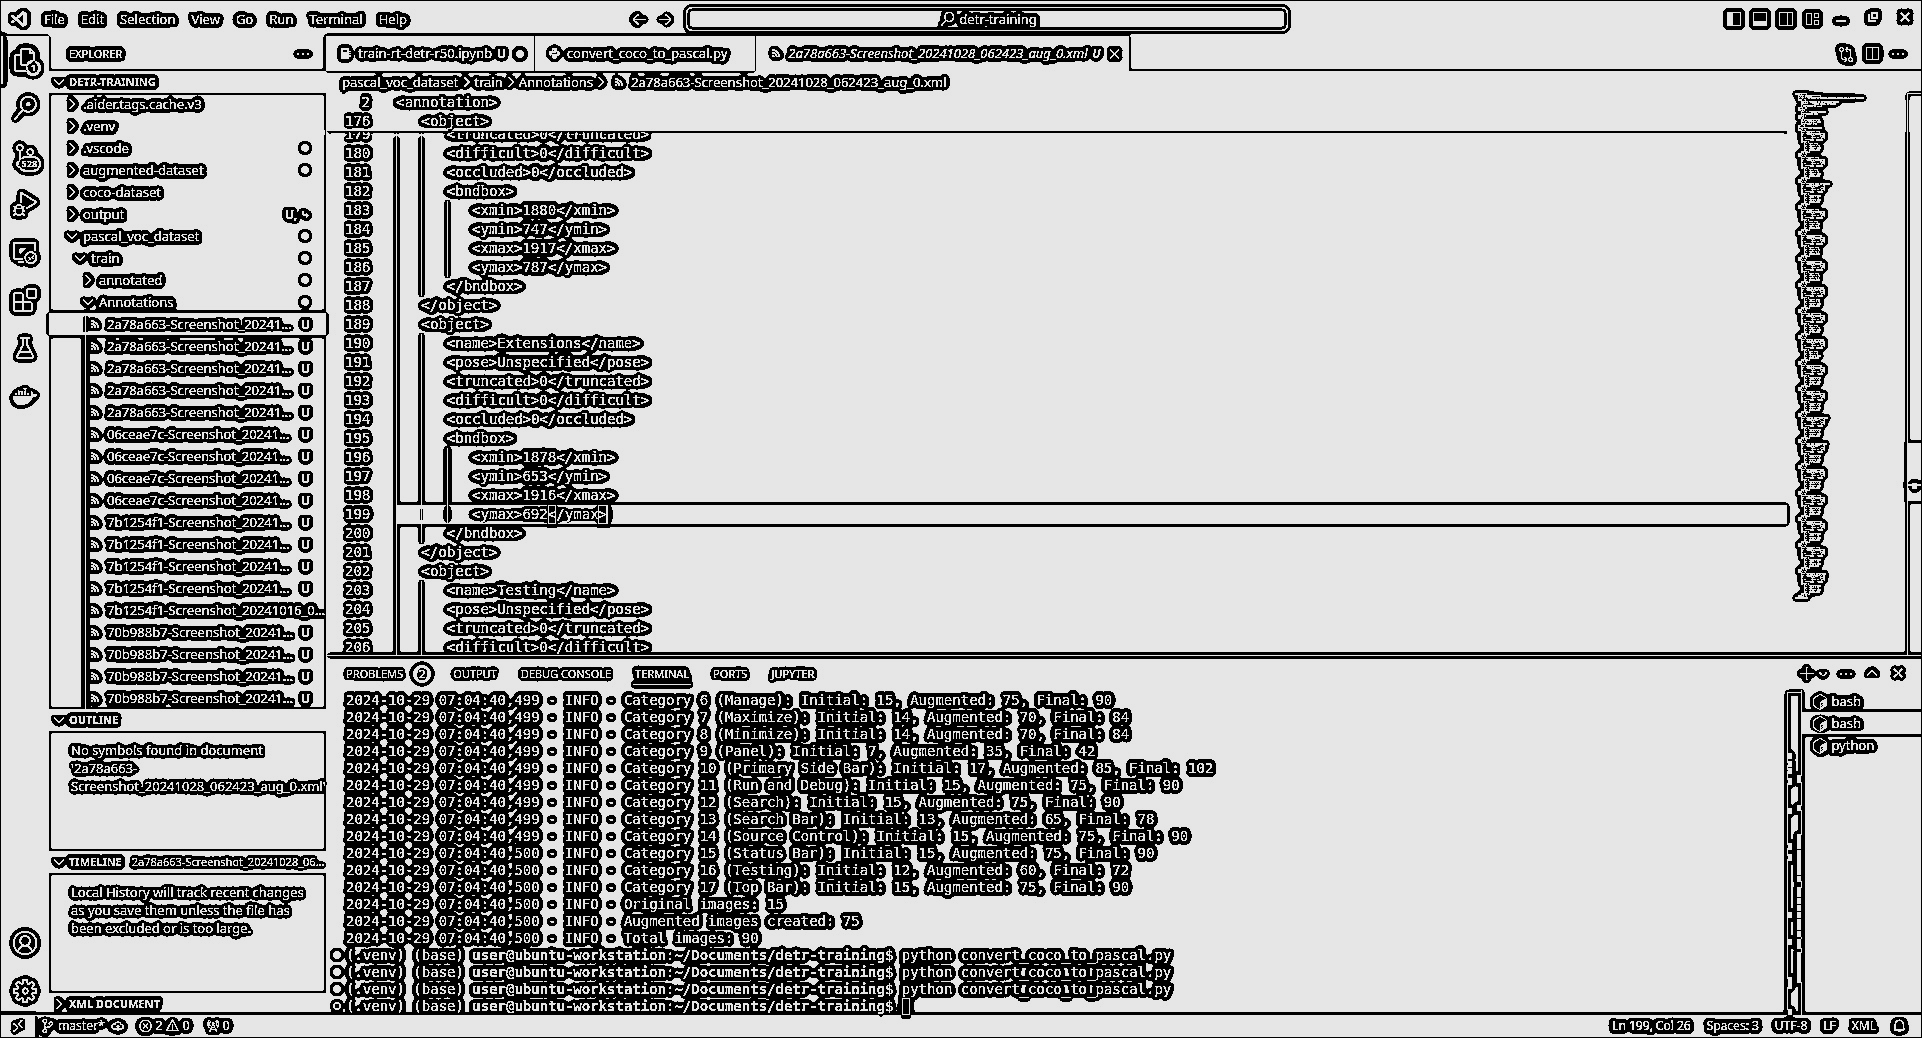 File Edit Selection View Go Run Terminal Help
detr-training
EXPLORER
DETR-TRAINING
.aider.tags.cache.v3
.venv
.vscode
augmented-dataset
coco-dataset
output U,
pascal_voc_dataset
train
annotated
Annotations
2a78a663-Screenshot_20241... U
2a78a663-Screenshot_20241... U
2a78a663-Screenshot_20241... U
2a78a663-Screenshot_20241... U
2a78a663-Screenshot_20241... U
06ceae7c-Screenshot_20241... U
06ceae7c-Screenshot_20241... U
06ceae7c-Screenshot_20241... U
06ceae7c-Screenshot_20241... U
7b1254f1-Screenshot_20241... U
7b1254f1-Screenshot_20241... U
7b1254f1-Screenshot_20241... U
7b1254f1-Screenshot_20241... U
7b1254f1-Screenshot_20241016_0...
70b988b7-Screenshot_20241... U
70b988b7-Screenshot_20241... U
70b988b7-Screenshot_20241... U
70b988b7-Screenshot_20241... U
OUTLINE
No symbols found in document
'2a78a663-
Screenshot_20241028_062423_aug_0.xml'
TIMELINE 2a78a663-Screenshot_20241028_06...
Local History will track recent changes
as you save them unless the file has
been excluded or is too large.
XML DOCUMENT
train-rt-detr-r50.ipynb U
convert_coco_to_pascal.py
2a78a663-Screenshot_20241028_062423_aug_0.xml U
pascal_voc_dataset > train > Annotations > 2a78a663-Screenshot_20241028_062423_aug_0.xml
2 <annotation>
176 <object>
179 <truncated>0</truncated>
180 <difficult>0</difficult>
181 <occluded>0</occluded>
182 <bndbox>
183 <xmin>1880</xmin>
184 <ymin>747</ymin>
185 <xmax>1917</xmax>
186 <ymax>787</ymax>
187 </bndbox>
188 </object>
189 <object>
190 <name>Extensions</name>
191 <pose>Unspecified</pose>
192 <truncated>0</truncated>
193 <difficult>0</difficult>
194 <occluded>0</occluded>
195 <bndbox>
196 <xmin>1878</xmin>
197 <ymin>653</ymin>
198 <xmax>1916</xmax>
199 <ymax>692</ymax>
200 </bndbox>
201 </object>
202 <object>
203 <name>Testing</name>
204 <pose>Unspecified</pose>
205 <truncated>0</truncated>
206 <difficult>0</difficult>
PROBLEMS 2 OUTPUT DEBUG CONSOLE TERMINAL PORTS JUPYTER
2024-10-29 07:04:40,499 - INFO - Category 6 (Manage): Initial: 15, Augmented: 75, Final: 90
2024-10-29 07:04:40,499 - INFO - Category 7 (Maximize): Initial: 14, Augmented: 70, Final: 84
2024-10-29 07:04:40,499 - INFO - Category 8 (Minimize): Initial: 14, Augmented: 70, Final: 84
2024-10-29 07:04:40,499 - INFO - Category 9 (Panel): Initial: 7, Augmented: 35, Final: 42
2024-10-29 07:04:40,499 - INFO - Category 10 (Primary Side Bar): Initial: 17, Augmented: 85, Final: 102
2024-10-29 07:04:40,499 - INFO - Category 11 (Run and Debug): Initial: 15, Augmented: 75, Final: 90
2024-10-29 07:04:40,499 - INFO - Category 12 (Search): Initial: 15, Augmented: 75, Final: 90
2024-10-29 07:04:40,499 - INFO - Category 13 (Search Bar): Initial: 13, Augmented: 65, Final: 78
2024-10-29 07:04:40,499 - INFO - Category 14 (Source Control): Initial: 15, Augmented: 75, Final: 90
2024-10-29 07:04:40,500 - INFO - Category 15 (Status Bar): Initial: 15, Augmented: 75, Final: 90
2024-10-29 07:04:40,500 - INFO - Category 16 (Testing): Initial: 12, Augmented: 60, Final: 72
2024-10-29 07:04:40,500 - INFO - Category 17 (Top Bar): Initial: 15, Augmented: 75, Final: 90
2024-10-29 07:04:40,500 - INFO - Original images: 15
2024-10-29 07:04:40,500 - INFO - Augmented images created: 75
2024-10-29 07:04:40,500 - INFO - Total images: 90
(.venv) (base) user@ubuntu-workstation:~/Documents/detr-training$ python convert_coco_to_pascal.py
(.venv) (base) user@ubuntu-workstation:~/Documents/detr-training$ python convert_coco_to_pascal.py
(.venv) (base) user@ubuntu-workstation:~/Documents/detr-training$ python convert_coco_to_pascal.py
(.venv) (base) user@ubuntu-workstation:~/Documents/detr-training$
bash
bash
python
528
master* 2 0 0
Ln 199, Col 26 Spaces: 3 UTF-8 LF XML